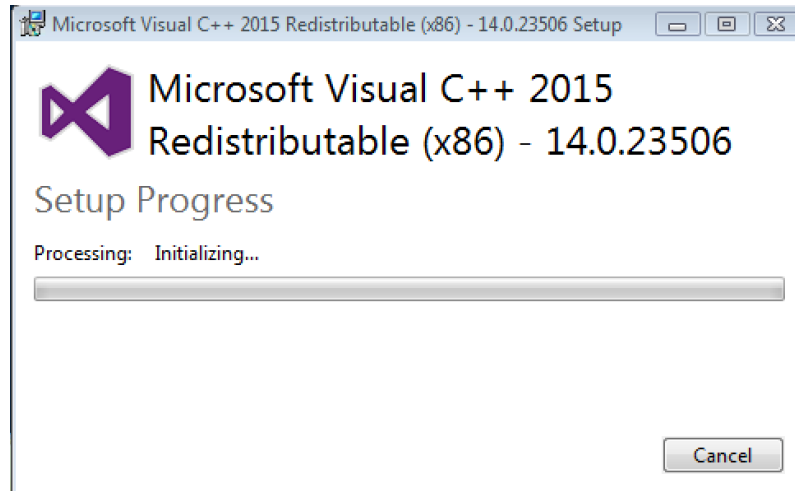 Microsoft Visual C++ 2015 Redistributable (x86) - 14.0.23506 Setup
Microsoft Visual C++ 2015
Redistributable (x86) - 14.0.23506
Setup Progress
Processing: Initializing...
Cancel